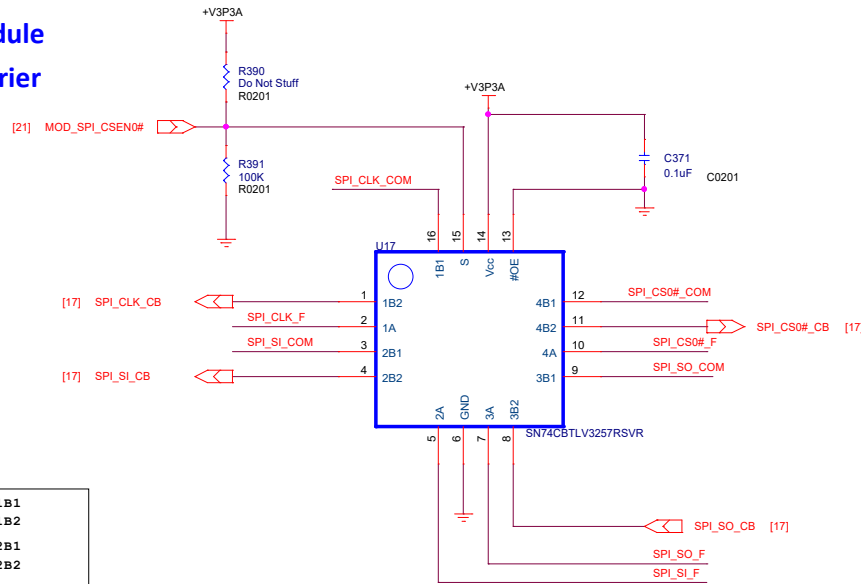 +V3P3A
dule
rier
R390
Do Not Stuff
R0201
+V3P3A
[21] MOD_SPI_CSEN0#
R391
100K
R0201
C371
0.1uF
C0201
SPI_CLK_COM
16
15
14
13
U17
1B1
S
Vcc
#OE
[17] SPI_CLK_CB
1
1B2
4B1
12
SPI_CS0#_COM
SPI_CLK_F
2
1A
4B2
11
SPI_CS0#_CB [17
SPI_SI_COM
3
2B1
4A
10
SPI_CS0#_F
[17] SPI_SI_CB
4
2B2
3B1
9
SPI_SO_COM
2A
GND
3A
3B2
5
6
7
8
SN74CBTLV3257RSVR
B1
B2
2B1
2B2
SPI_SO_CB [17]
SPI_SO_F
SPI_SI_F